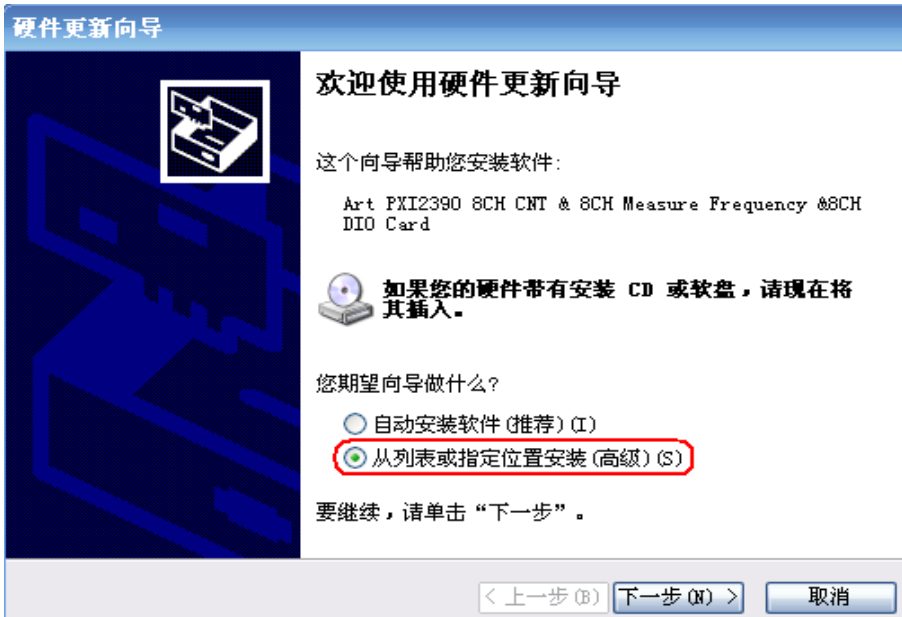 硬件更新向导
欢迎使用硬件更新向导
这个向导帮助您安装软件:
Art PXI2390 8CH CNT & 8CH Measure Frequency &8CH
DIO Card
如果您的硬件带有安装 CD 或软盘，请现在将
其插入。
您期望向导做什么?
自动安装软件(推荐)(I)
从列表或指定位置安装(高级)(S)
要继续，请单击“下一步”。
< 上一步(B) 下一步(N) > 取消